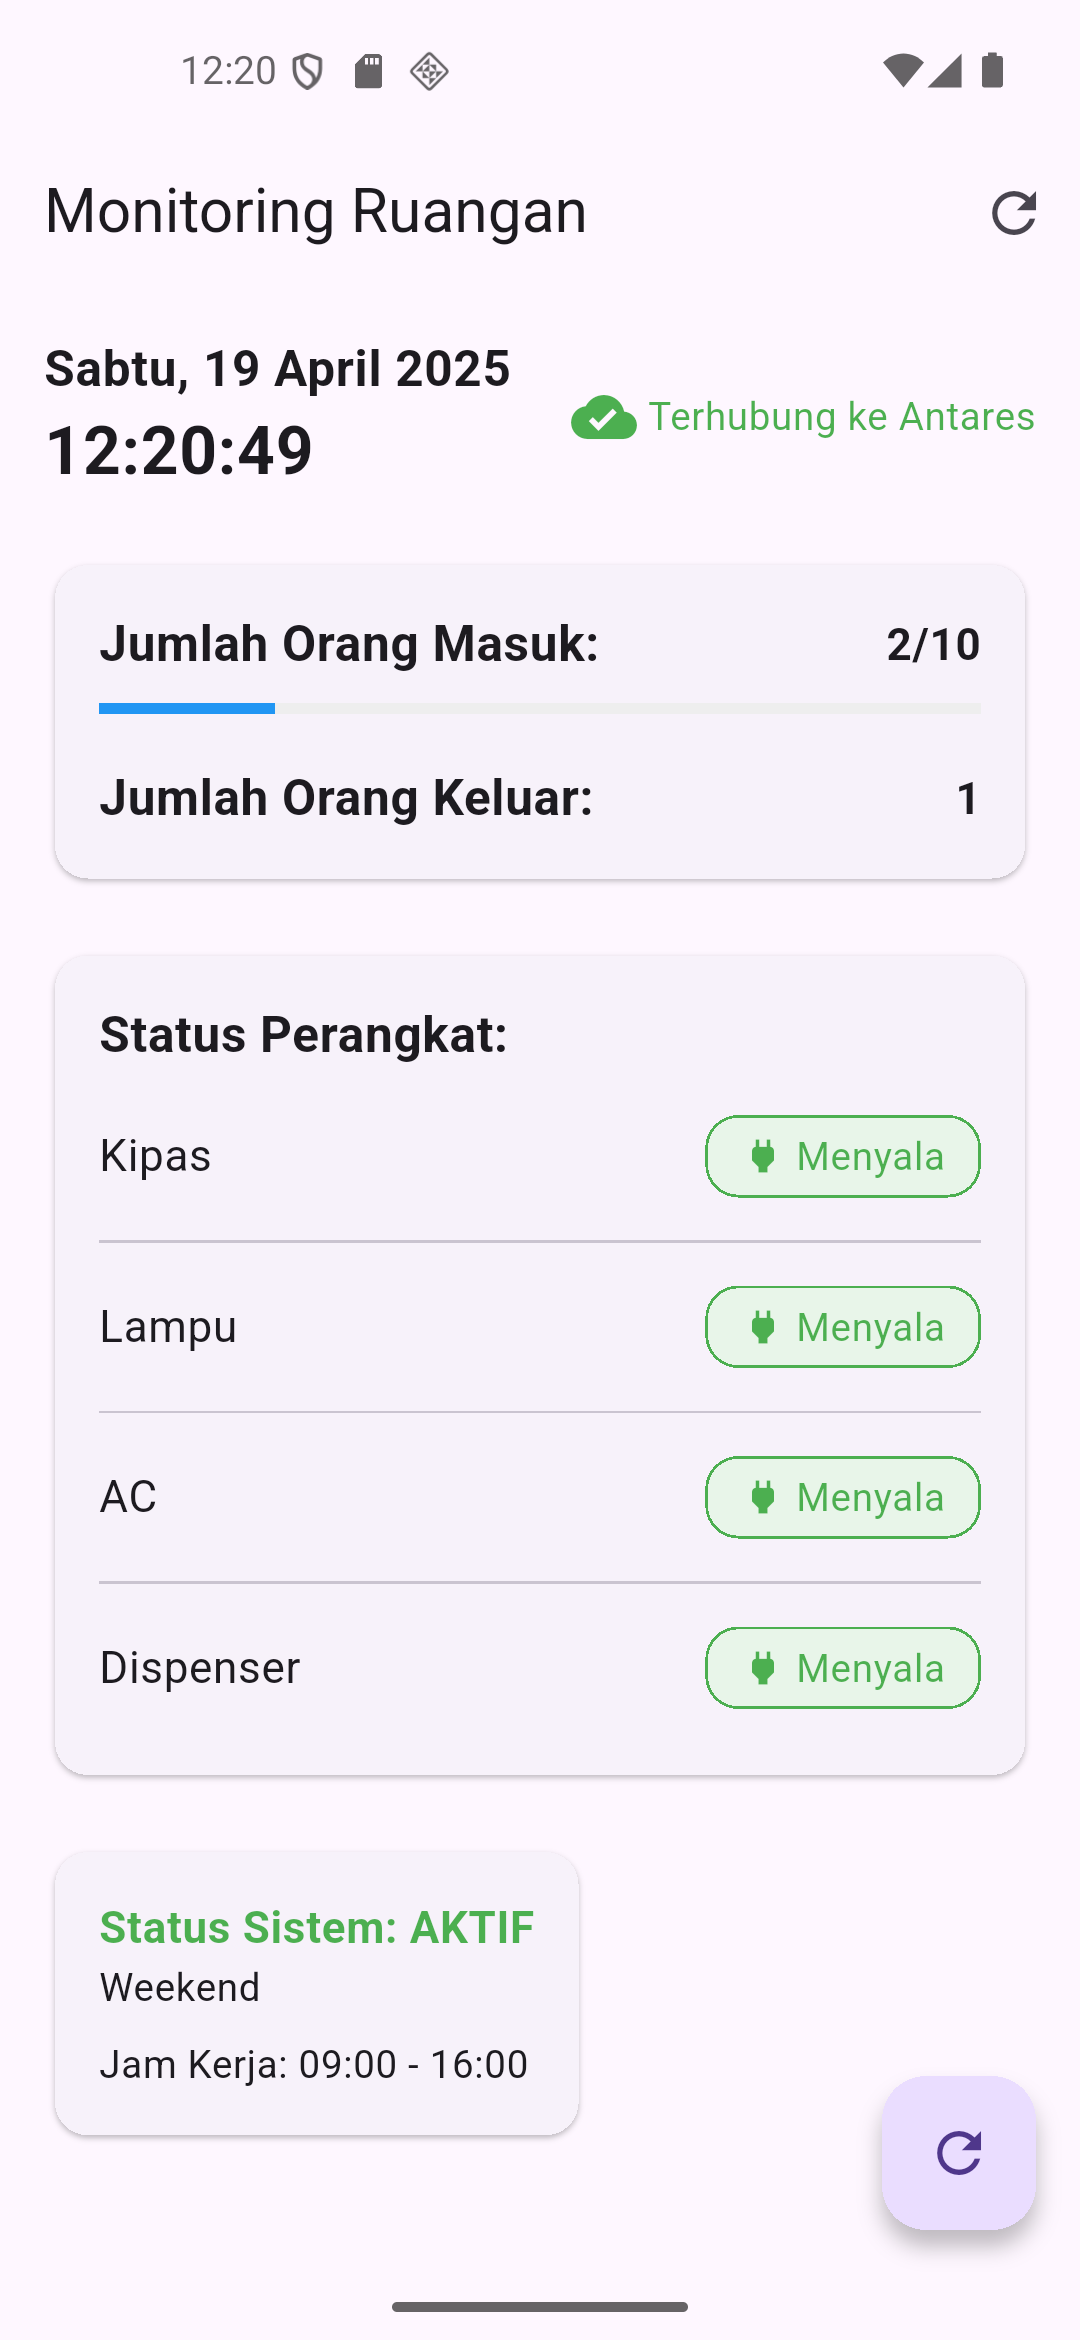 12:20
Monitoring Ruangan
Sabtu, 19 April 2025
12:20:49
Terhubung ke Antares
Jumlah Orang Masuk: 2/10
Jumlah Orang Keluar: 1
Status Perangkat:
Kipas Menyala
Lampu Menyala
AC Menyala
Dispenser Menyala
Status Sistem: AKTIF
Weekend
Jam Kerja: 09:00 - 16:00